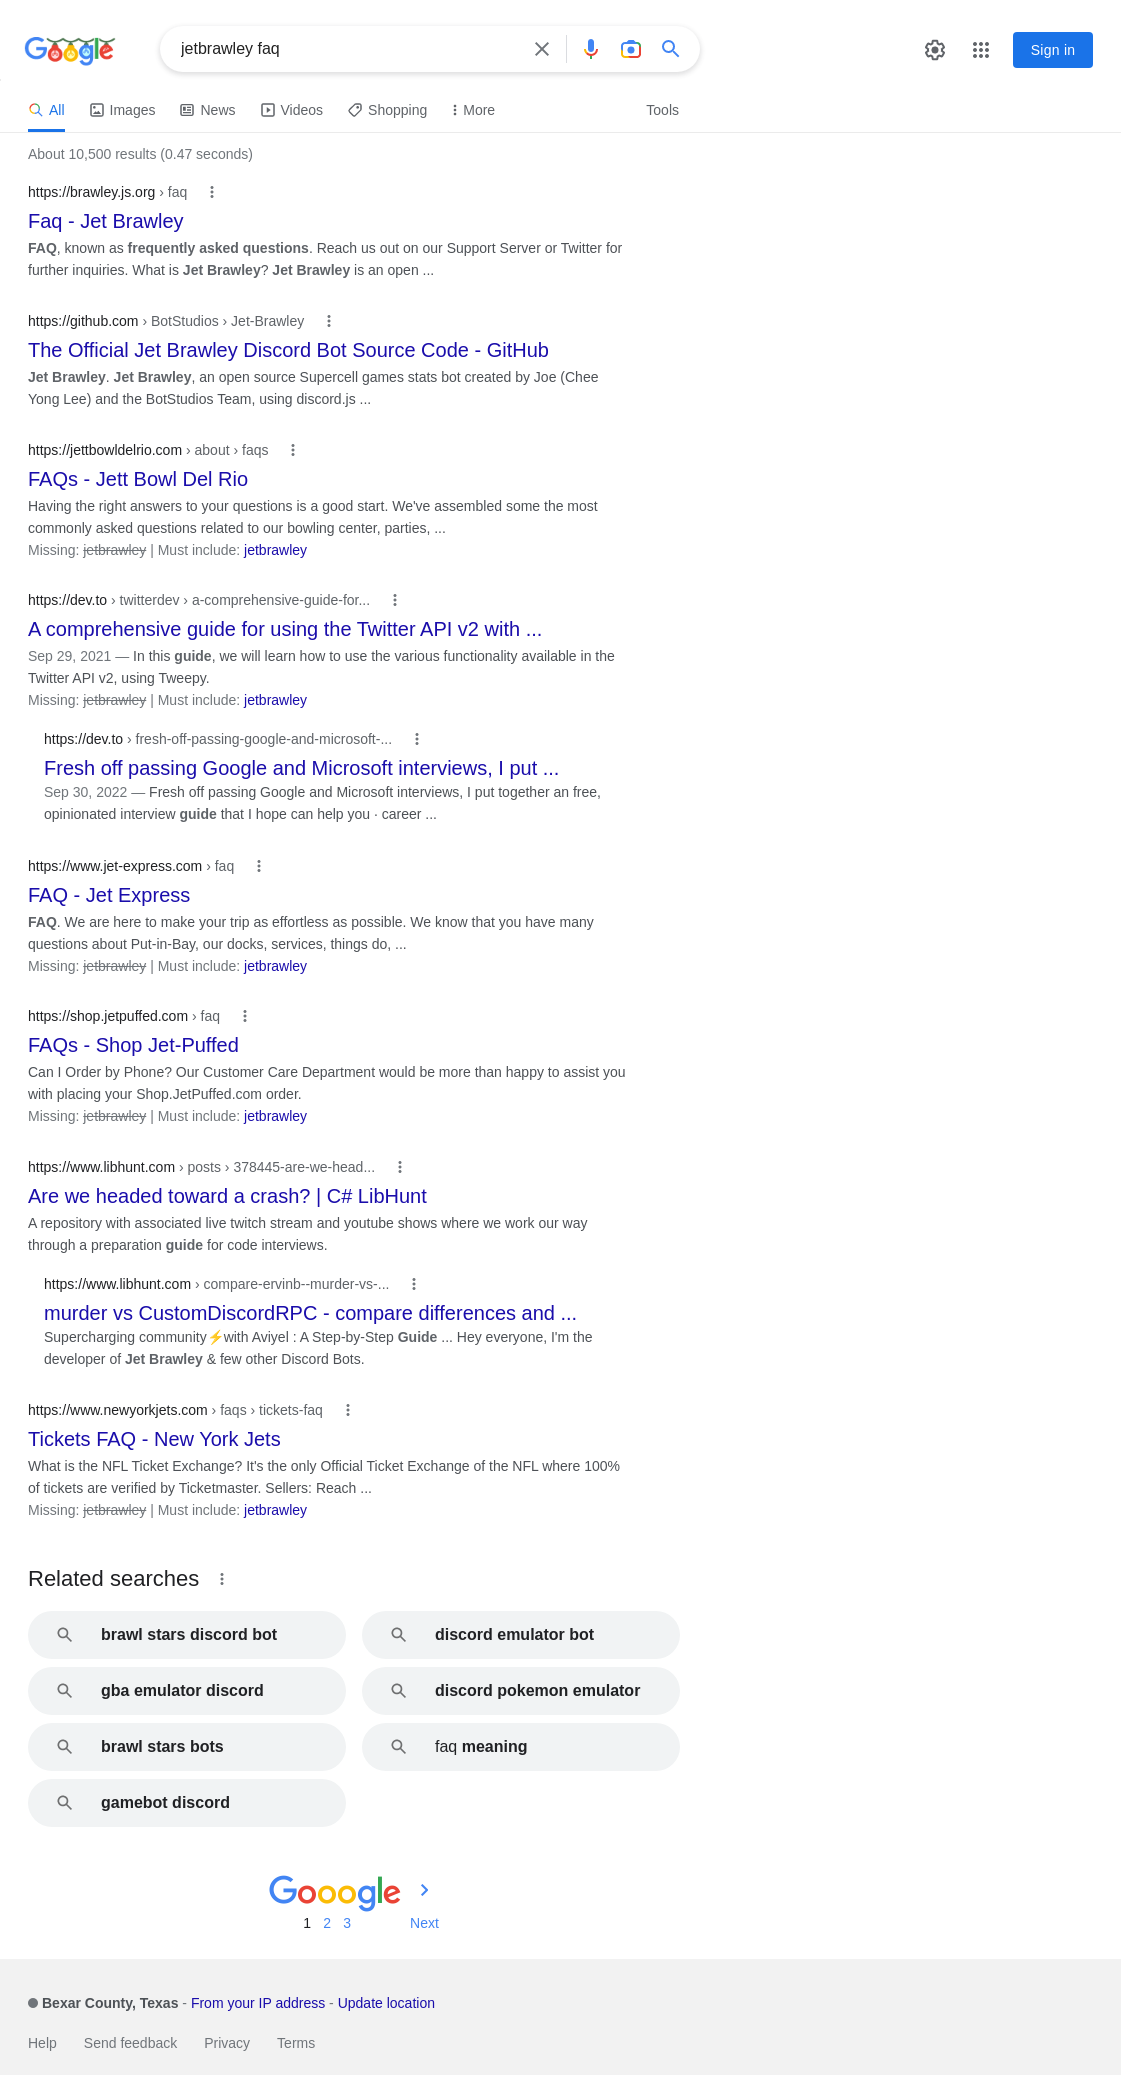 Google
jetbrawley faq
Sign in
All Images News Videos Shopping More Tools
About 10,500 results (0.47 seconds)
https://brawley.js.org › faq
Faq - Jet Brawley
FAQ, known as frequently asked questions. Reach us out on our Support Server or Twitter for
further inquiries. What is Jet Brawley? Jet Brawley is an open ...
https://github.com › BotStudios › Jet-Brawley
The Official Jet Brawley Discord Bot Source Code - GitHub
Jet Brawley. Jet Brawley, an open source Supercell games stats bot created by Joe (Chee
Yong Lee) and the BotStudios Team, using discord.js ...
https://jettbowldelrio.com › about › faqs
FAQs - Jett Bowl Del Rio
Having the right answers to your questions is a good start. We've assembled some the most
commonly asked questions related to our bowling center, parties, ...
Missing: jetbrawley | Must include: jetbrawley
https://dev.to › twitterdev › a-comprehensive-guide-for...
A comprehensive guide for using the Twitter API v2 with ...
Sep 29, 2021 — In this guide, we will learn how to use the various functionality available in the
Twitter API v2, using Tweepy.
Missing: jetbrawley | Must include: jetbrawley
https://dev.to › fresh-off-passing-google-and-microsoft-...
Fresh off passing Google and Microsoft interviews, I put ...
Sep 30, 2022 — Fresh off passing Google and Microsoft interviews, I put together an free,
opinionated interview guide that I hope can help you · career ...
https://www.jet-express.com › faq
FAQ - Jet Express
FAQ. We are here to make your trip as effortless as possible. We know that you have many
questions about Put-in-Bay, our docks, services, things do, ...
Missing: jetbrawley | Must include: jetbrawley
https://shop.jetpuffed.com › faq
FAQs - Shop Jet-Puffed
Can I Order by Phone? Our Customer Care Department would be more than happy to assist you
with placing your Shop.JetPuffed.com order.
Missing: jetbrawley | Must include: jetbrawley
https://www.libhunt.com › posts › 378445-are-we-head...
Are we headed toward a crash? | C# LibHunt
A repository with associated live twitch stream and youtube shows where we work our way
through a preparation guide for code interviews.
https://www.libhunt.com › compare-ervinb--murder-vs-...
murder vs CustomDiscordRPC - compare differences and ...
Supercharging community⚡with Aviyel : A Step-by-Step Guide ... Hey everyone, I'm the
developer of Jet Brawley & few other Discord Bots.
https://www.newyorkjets.com › faqs › tickets-faq
Tickets FAQ - New York Jets
What is the NFL Ticket Exchange? It's the only Official Ticket Exchange of the NFL where 100%
of tickets are verified by Ticketmaster. Sellers: Reach ...
Missing: jetbrawley | Must include: jetbrawley
Related searches
brawl stars discord bot
discord emulator bot
gba emulator discord
discord pokemon emulator
brawl stars bots
faq meaning
gamebot discord
Gooogle
1 2 3 Next
Bexar County, Texas - From your IP address - Update location
Help Send feedback Privacy Terms